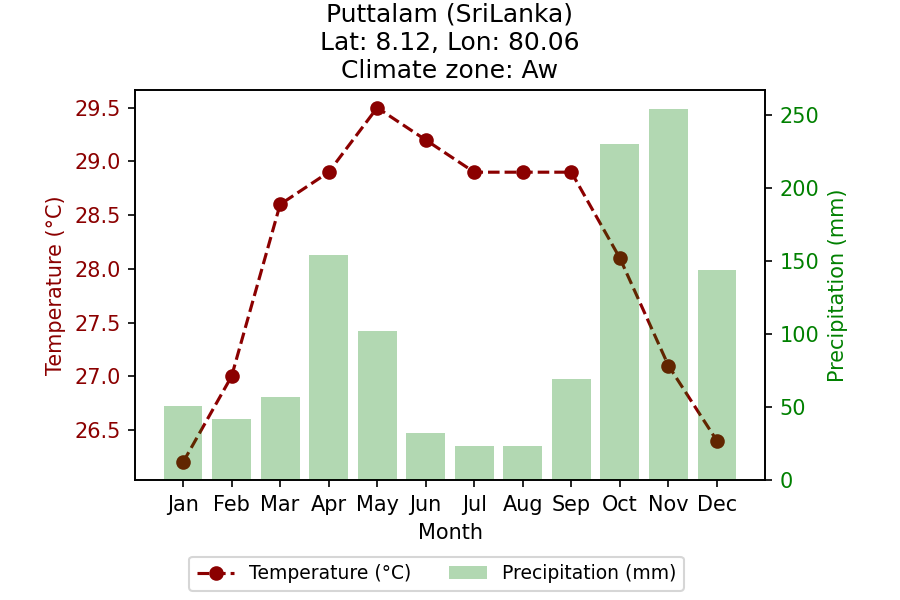 Puttalam (SriLanka)
Lat: 8.12, Lon: 80.06
Climate zone: Aw
Temperature (°C)
29.5
29.0
28.5
28.0
27.5
27.0
26.5
Precipitation (mm)
250
200
150
100
50
0
Jan Feb Mar Apr May Jun Jul Aug Sep Oct Nov Dec
Month
Temperature (°C) Precipitation (mm)